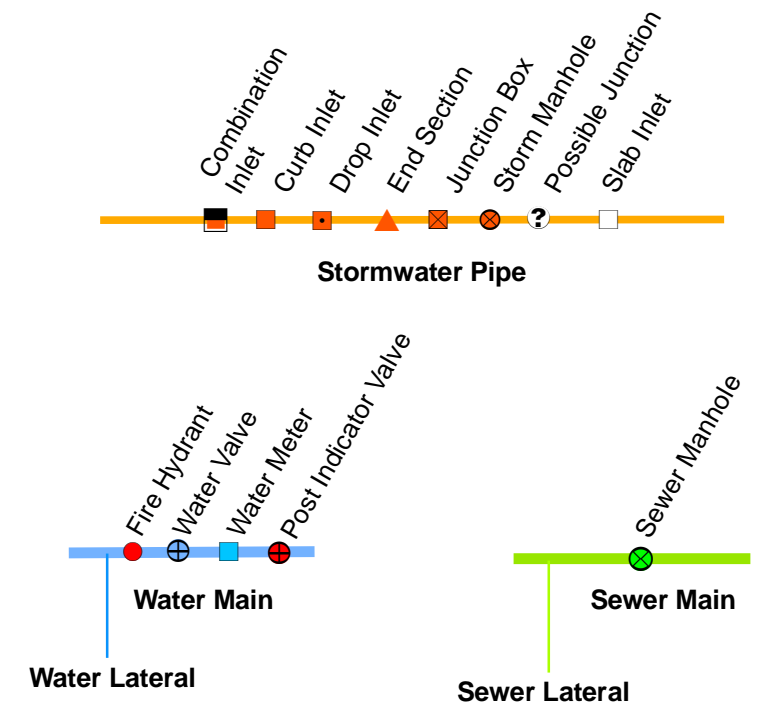 Combination
Inlet
Curb Inlet
Drop Inlet
End Section
Junction Box
Storm Manhole
Possible Junction
Slab Inlet
?
Stormwater Pipe
Fire Hydrant
Water Valve
Water Meter
Post Indicator Valve
Water Main
Water Lateral
Sewer Manhole
Sewer Main
Sewer Lateral